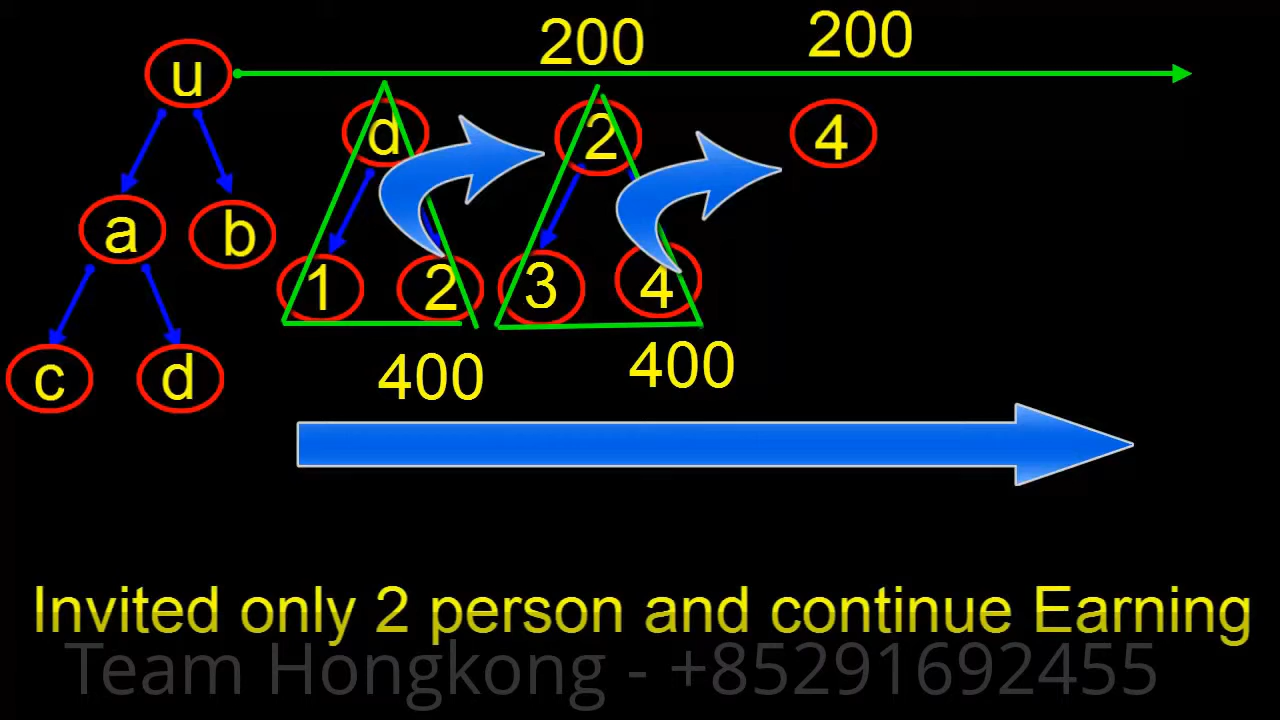 200 200
u
d 2 4
a b
1 2 3 4
c d
400 400
Invited only 2 person and continue Earning
Team Hongkong - +85291692455